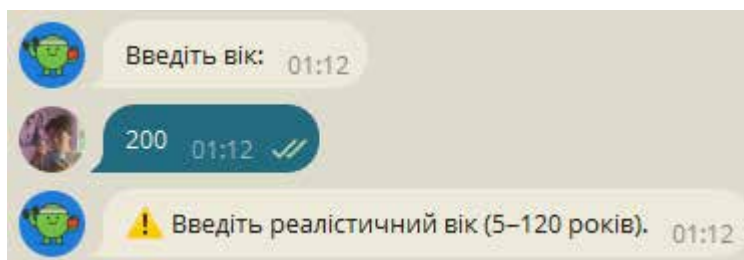 Введіть вік: 01:12
200 01:12
⚠️ Введіть реалістичний вік (5–120 років). 01:12